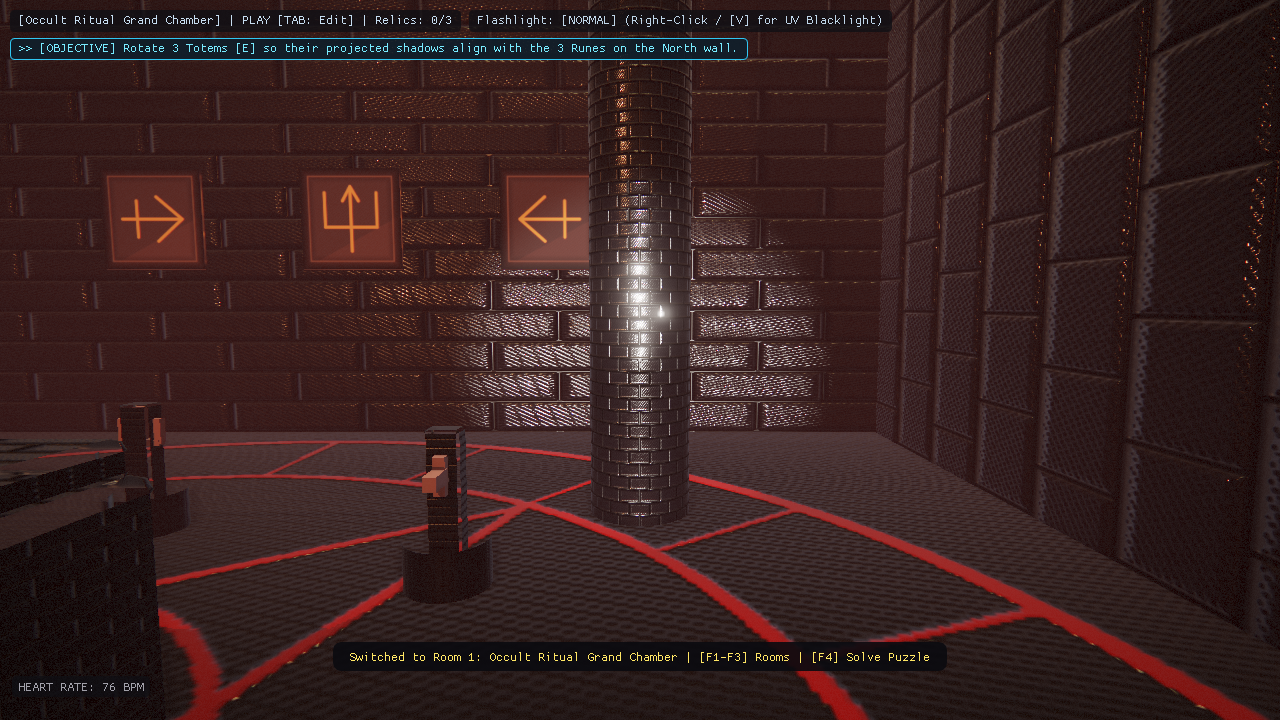 [Occult Ritual Grand Chamber] | PLAY [TAB: Edit] | Relics: 0/3
Flashlight: [NORMAL] (Right-Click / [V] for UV Blacklight)
>> [OBJECTIVE] Rotate 3 Totems [E] so their projected shadows align with the 3 Runes on the North wall.
Switched to Room 1: Occult Ritual Grand Chamber | [F1-F3] Rooms | [F4] Solve Puzzle
HEART RATE: 76 BPM